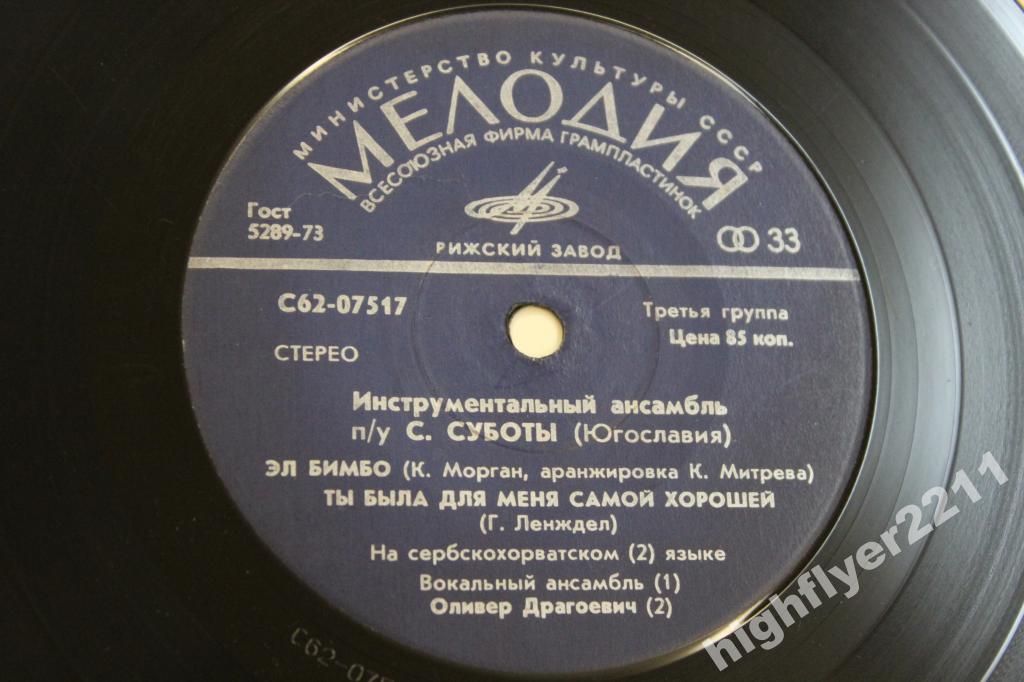 МИНИСТЕРСТВО КУЛЬТУРЫ СССР
МЕЛОДИЯ
ВСЕСОЮЗНАЯ ФИРМА ГРАМПЛАСТИНОК
Гост
5289-73
РИЖСКИЙ ЗАВОД
33
С62-07517
Третья группа
Цена 85 коп.
СТЕРЕО
Инструментальный ансамбль
п/у С. СУБОТЫ (Югославия)
ЭЛ БИМБО (К. Морган, аранжировка К. Митрева)
ТЫ БЫЛА ДЛЯ МЕНЯ САМОЙ ХОРОШЕЙ
(Г. Ленждел)
На сербскохорватском (2) языке
Вокальный ансамбль (1)
Оливер Драгоевич (2)
highflyer2211